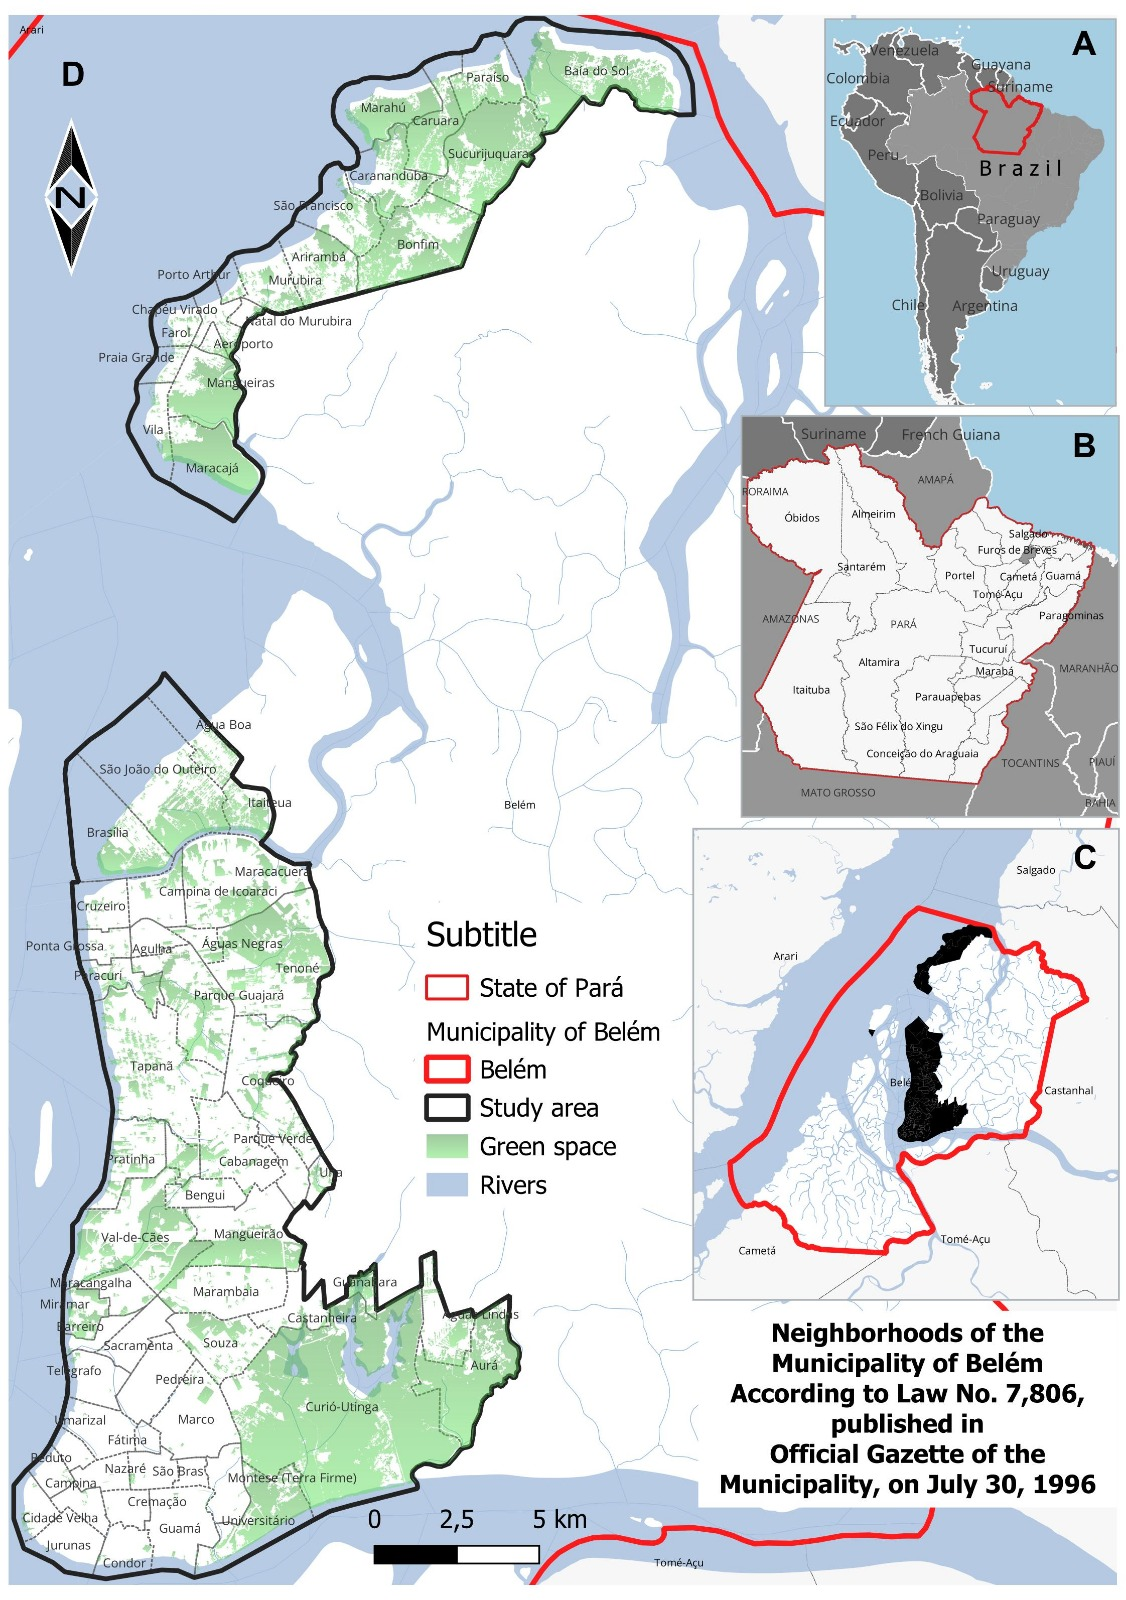 Arari
D
N
Baía do Sol
Paraíso
Marahú
Caruara
Sucurijuquara
Carananduba
São Francisco
Bonfim
Ariramba
Murubira
Porto Arthur
Chapéu Virado
Natal do Murubira
Farol
Aeroporto
Praia Grande
Mangueiras
Vila
Maracajá
Água Boa
São João do Outeiro
Itaiteua
Brasília
Belém
Maracacuera
Campina de Icoaraci
Cruzeiro
Ponta Grossa
Agulha
Águas Negras
Paracuri
Tenoné
Parque Guajará
Tapanã
Coqueiro
Parque Verde
Pratinha
Cabanagem
Una
Bengui
Val-de-Cães
Mangueirão
Maracangalha
Guanabara
Marambaia
Miramar
Castanheira
Águas Lindas
Barreiro
Sacramenta
Souza
Telégrafo
Aurá
Pedreira
Curió-Utinga
Umarizal
Marco
Fátima
Reduto
Nazaré
São Bras
Campina
Montese (Terra Firme)
Cremação
Cidade Velha
Guamá
Universitário
Jurunas
Condor
0 2,5 5 km
Tomé-Açu
Subtitle
State of Pará
Municipality of Belém
Belém
Study area
Green space
Rivers
A
Venezuela
Guayana
Colombia
Suriname
Ecuador
Peru
Brazil
Bolivia
Paraguay
Uruguay
Chile
Argentina
B
Suriname
French Guiana
RORAIMA
AMAPÁ
Óbidos
Almeirim
Salgado
Furos de Breves
Santarém
Portel
Cametá
Guamá
Tomé-Açu
AMAZONAS
PARÁ
Paragominas
Tucuruí
Altamira
Marabá
MARANHÃO
Itaituba
Parauapebas
São Félix do Xingu
Conceição do Araguaia
TOCANTINS
PIAUÍ
MATO GROSSO
BAHIA
C
Salgado
Arari
Belé
Castanhal
Cametá
Tomé-Açu
Neighborhoods of the
Municipality of Belém
According to Law No. 7,806,
published in
Official Gazette of the
Municipality, on July 30, 1996